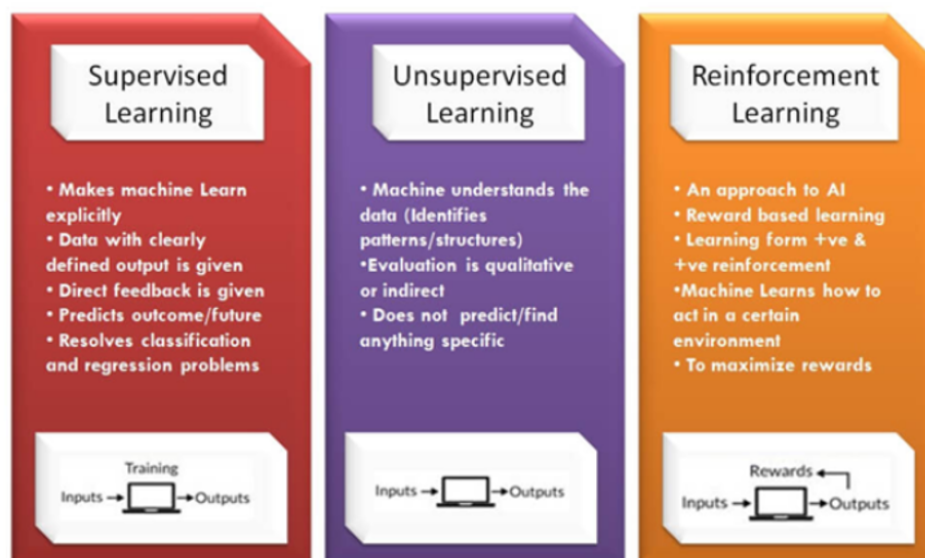 Supervised
Learning
• Makes machine Learn
explicitly
• Data with clearly
defined output is given
• Direct feedback is given
• Predicts outcome/future
• Resolves classification
and regression problems
Training
Inputs
Outputs
Unsupervised
Learning
• Machine understands the
data (Identifies
patterns/structures)
•Evaluation is qualitative
or indirect
• Does not predict/find
anything specific
Inputs
Outputs
Reinforcement
Learning
• An approach to AI
• Reward based learning
• Learning form +ve &
+ve reinforcement
•Machine Learns how to
act in a certain
environment
• To maximize rewards
Rewards
Inputs
Outputs